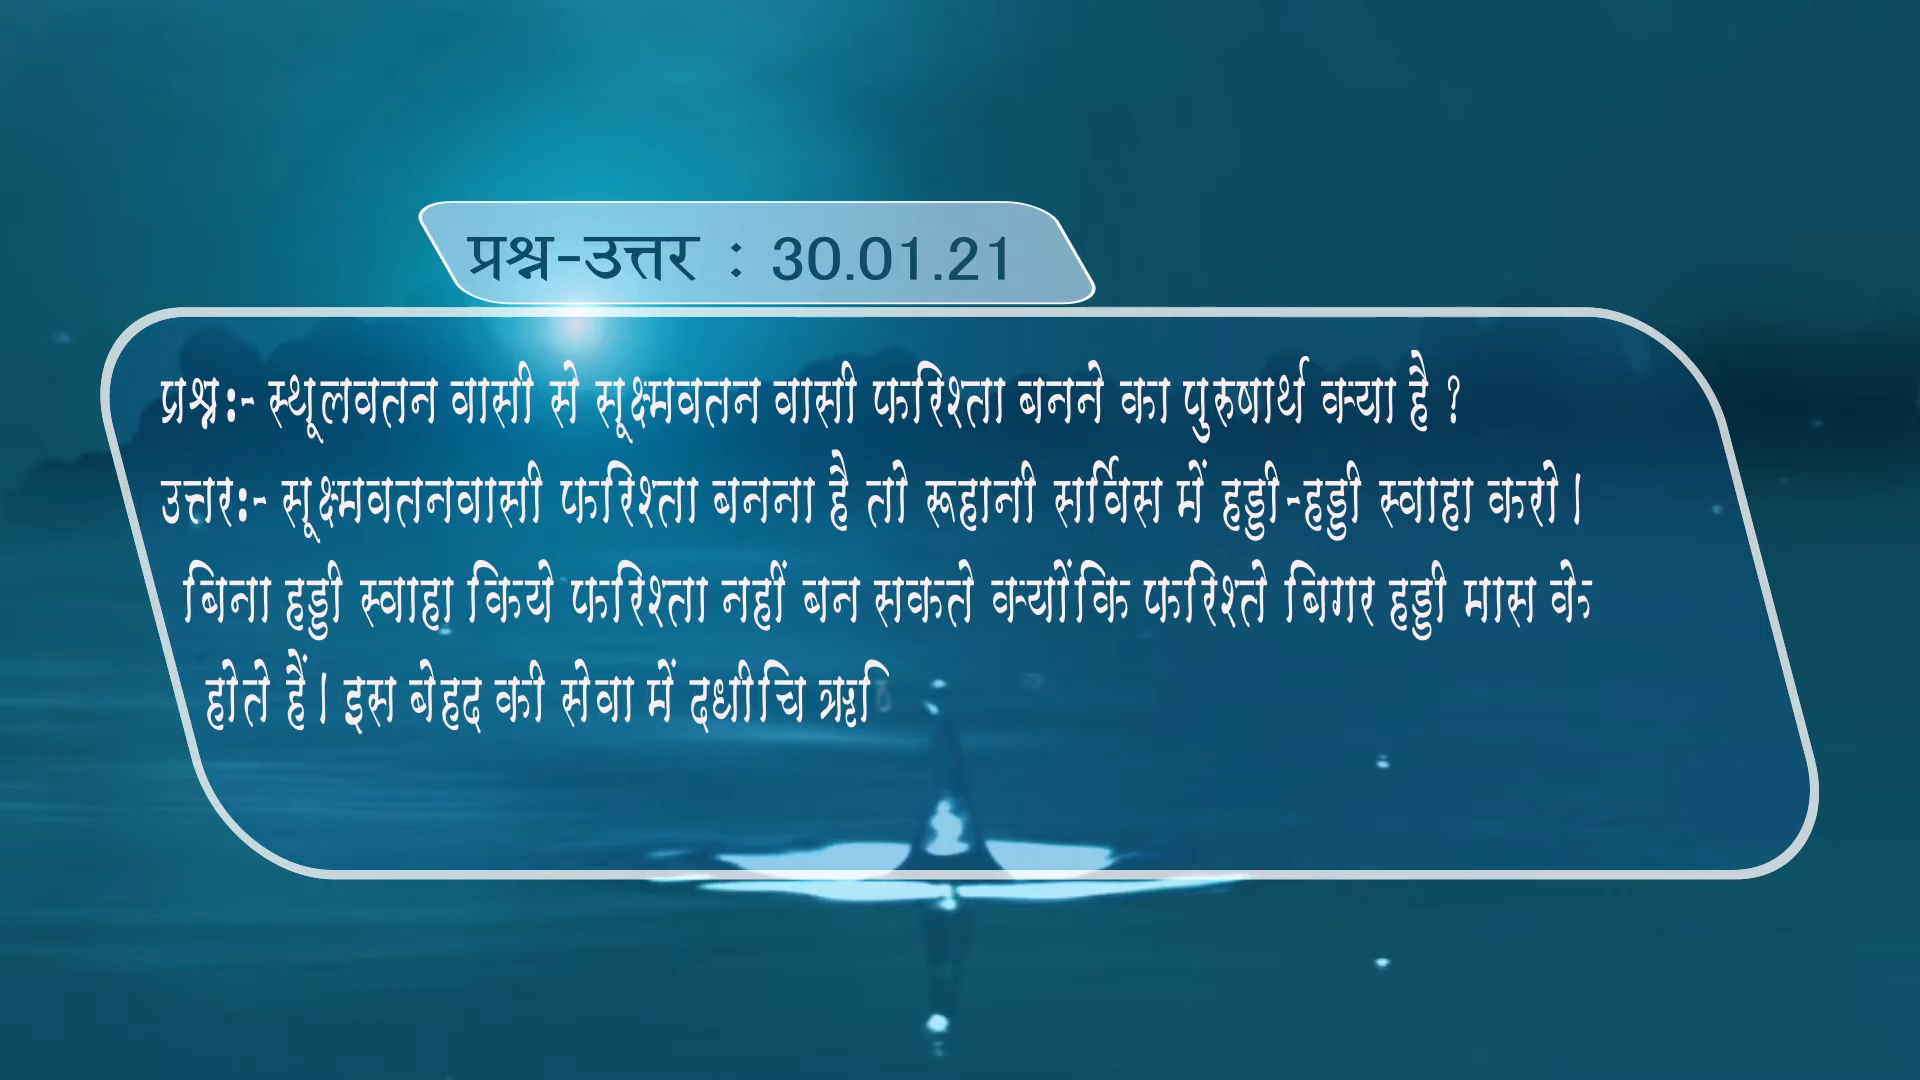 प्रश्न-उत्तर : 30.01.21
प्रश्न:- स्थूलवतन वासी से सूक्ष्मवतन वासी फरिश्ता बनने का पुरुषार्थ क्या है ?
उत्तर:- सूक्ष्मवतनवासी फरिश्ता बनना है तो रूहानी सर्विस में हड्डी-हड्डी स्वाहा करो ।
बिना हड्डी स्वाहा किये फरिश्ता नहीं बन सकते क्योंकि फरिश्ते बिगर हड्डी मास के
होते हैं । इस बेहद की सेवा में दधीचि